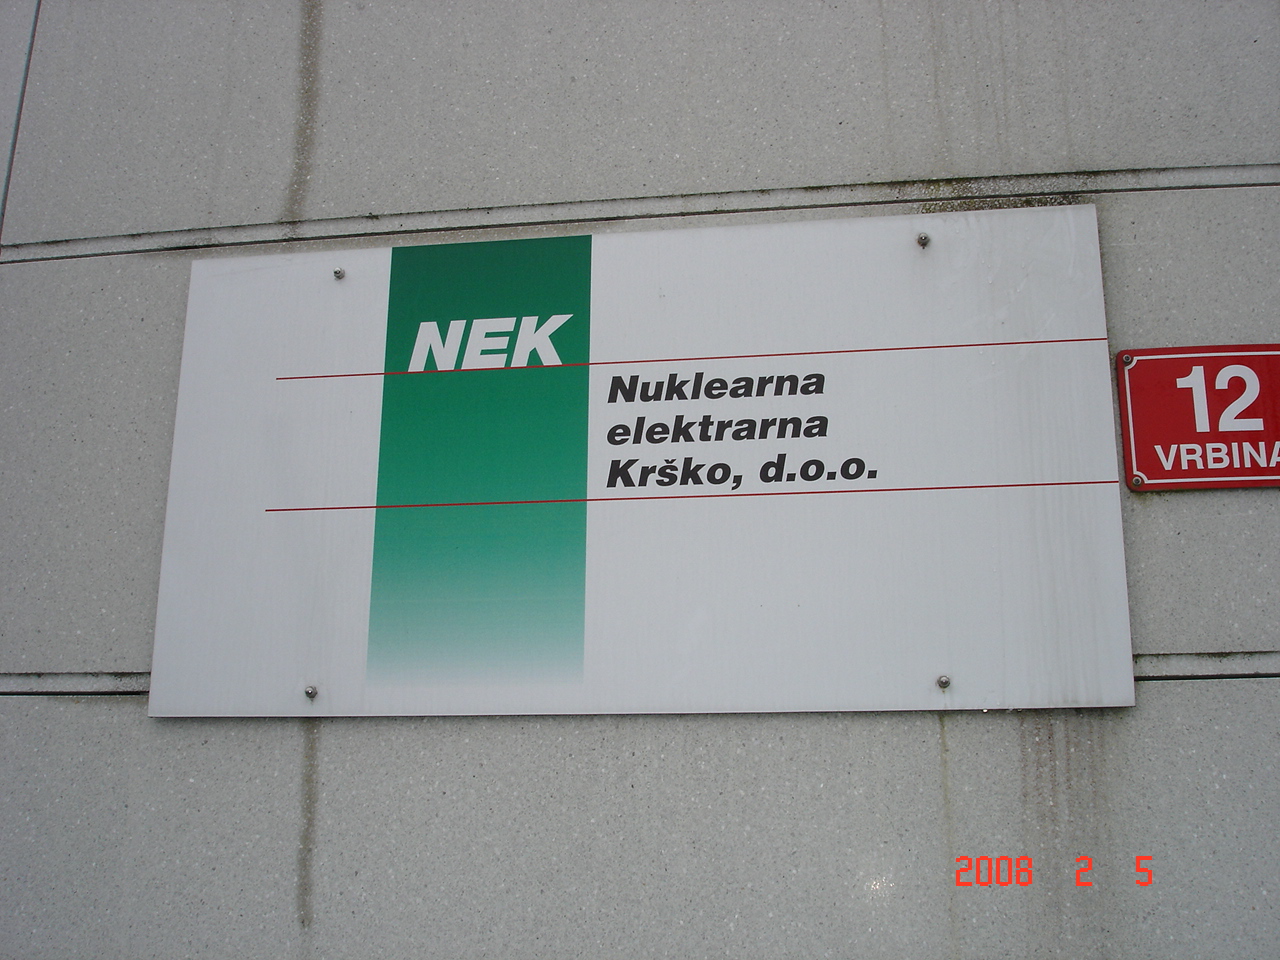 NEK
Nuklearna
elektrarna
Krško, d.o.o.
12
VRBINA
2008 2 5